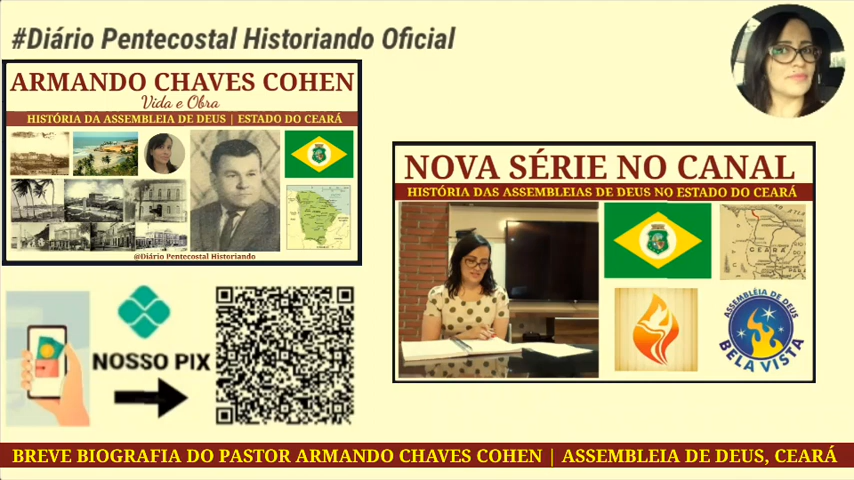 #Diário Pentecostal Historiando Oficial
ARMANDO CHAVES COHEN
Vida e Obra
HISTÓRIA DA ASSEMBLEIA DE DEUS | ESTADO DO CEARÁ
@Diário Pentecostal Historiando
NOVA SÉRIE NO CANAL
HISTÓRIA DAS ASSEMBLEIAS DE DEUS NO ESTADO DO CEARÁ
CEARÁ
ASSEMBLÉIA DE DEUS
BELA VISTA
NOSSO PIX
BREVE BIOGRAFIA DO PASTOR ARMANDO CHAVES COHEN | ASSEMBLEIA DE DEUS, CEARÁ